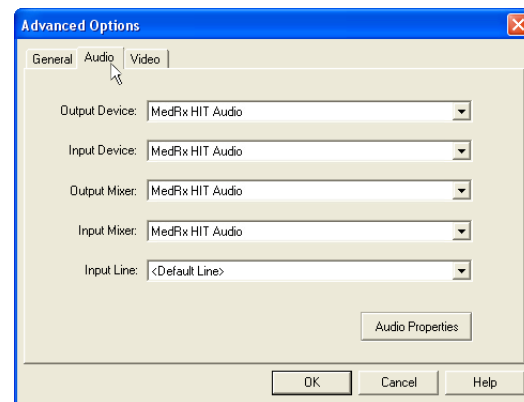 Advanced Options
General Audio Video
Output Device: MedRx HIT Audio
Input Device: MedRx HIT Audio
Output Mixer: MedRx HIT Audio
Input Mixer: MedRx HIT Audio
Input Line: <Default Line>
Audio Properties
OK Cancel Help